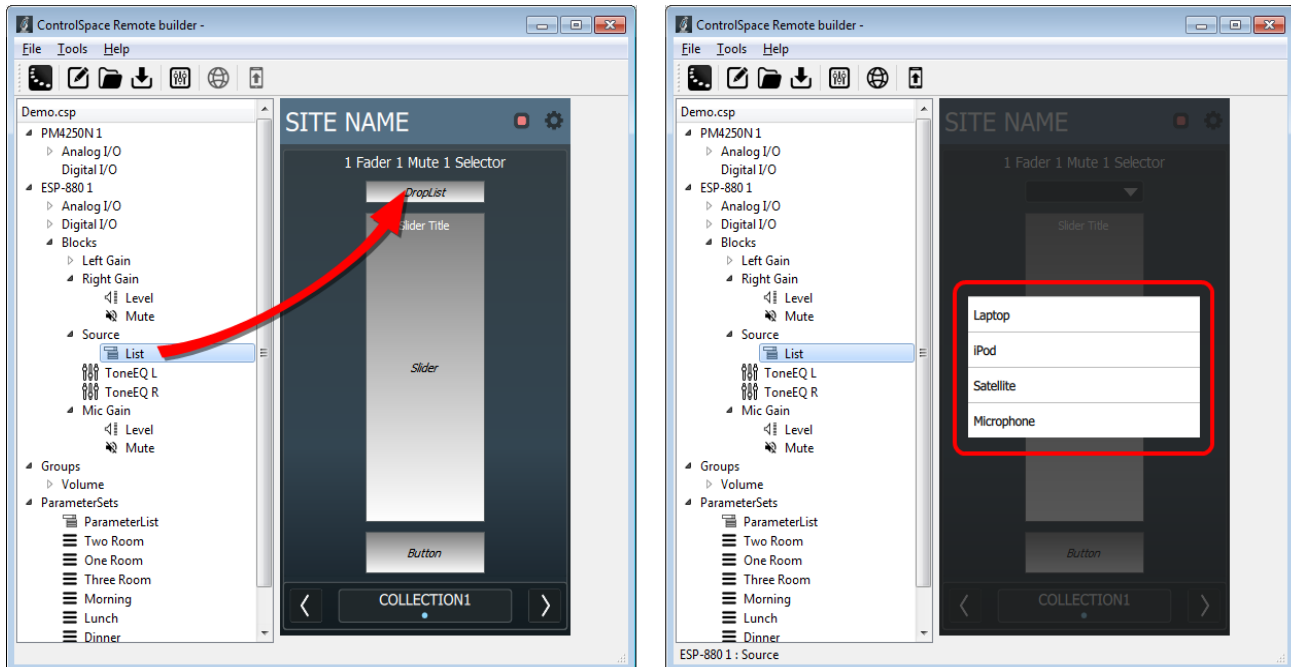 ControlSpace Remote builder -
File Tools Help
Demo.csp
PM4250N 1
Analog I/O
Digital I/O
ESP-880 1
Analog I/O
Digital I/O
Blocks
Left Gain
Right Gain
Level
Mute
Source
List
ToneEQ L
ToneEQ R
Mic Gain
Level
Mute
Groups
Volume
ParameterSets
ParameterList
Two Room
One Room
Three Room
Morning
Lunch
Dinner
SITE NAME
1 Fader 1 Mute 1 Selector
DropList
Slider Title
Slider
Button
COLLECTION1
ControlSpace Remote builder -
File Tools Help
Demo.csp
PM4250N 1
Analog I/O
Digital I/O
ESP-880 1
Analog I/O
Digital I/O
Blocks
Left Gain
Right Gain
Level
Mute
Source
List
ToneEQ L
ToneEQ R
Mic Gain
Level
Mute
Groups
Volume
ParameterSets
ParameterList
Two Room
One Room
Three Room
Morning
Lunch
Dinner
SITE NAME
1 Fader 1 Mute 1 Selector
Slider Title
Laptop
iPod
Satellite
Microphone
Button
COLLECTION1
ESP-880 1 : Source